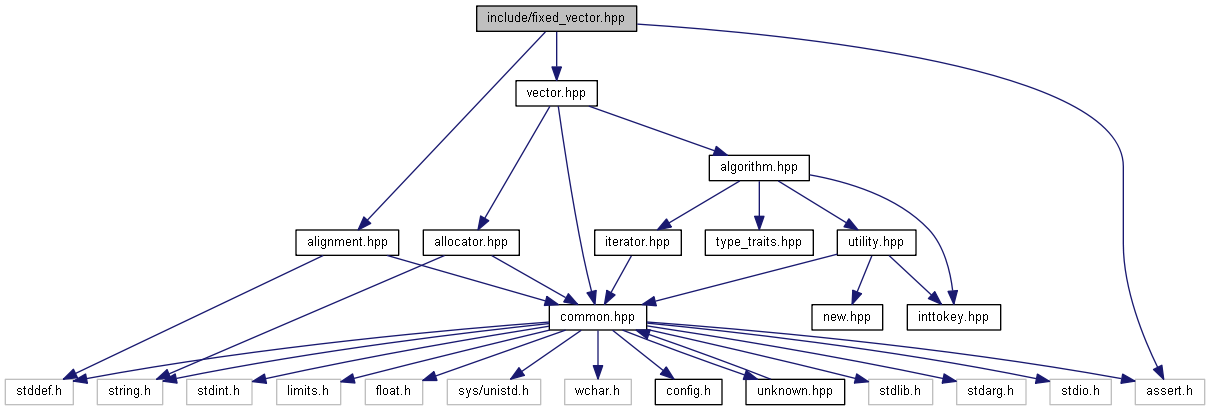 include/fixed_vector.hpp
vector.hpp
algorithm.hpp
alignment.hpp
allocator.hpp
iterator.hpp
type_traits.hpp
utility.hpp
common.hpp
new.hpp
inttokey.hpp
stddef.h
string.h
stdint.h
limits.h
float.h
sys/unistd.h
wchar.h
config.h
unknown.hpp
stdlib.h
stdarg.h
stdio.h
assert.h